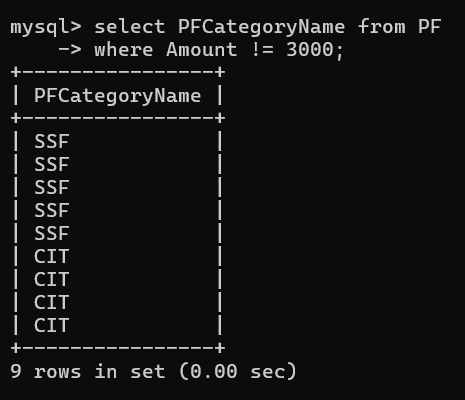 mysql> select PFCategoryName from PF
    -> where Amount != 3000;
+----------------+
| PFCategoryName |
+----------------+
| SSF            |
| SSF            |
| SSF            |
| SSF            |
| SSF            |
| CIT            |
| CIT            |
| CIT            |
| CIT            |
+----------------+
9 rows in set (0.00 sec)